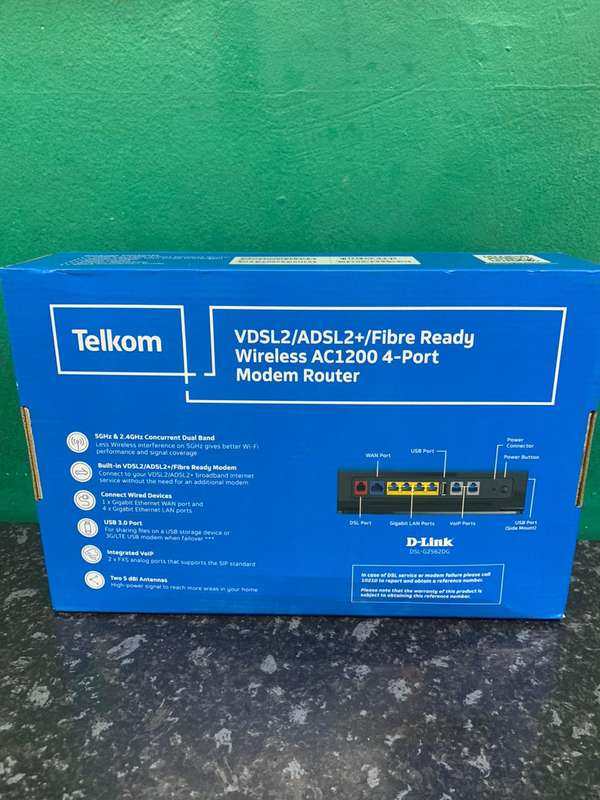 Telkom
VDSL2/ADSL2+/Fibre Ready
Wireless AC1200 4-Port
Modem Router
5GHz & 2.4GHz Concurrent Dual Band
Less Wireless interference on 5GHz gives better Wi-Fi
performance and signal coverage
Built-in VDSL2/ADSL2+/Fibre Ready Modem
Connect to your VDSL2/ADSL2+ broadband internet
service without the need for an additional modem
Connect Wired Devices
1 x Gigabit Ethernet WAN port and
4 x Gigabit Ethernet LAN ports
USB 3.0 Port
For sharing files on a USB storage device or
3G/LTE USB modem when failover ***
Integrated VoIP
2 x FXS analog ports that supports the SIP standard
Two 5 dBi Antennas
High-power signal to reach more areas in your home
Power
Connector
USB Port
WAN Port
Power Button
DSL Port
Gigabit LAN Ports
VoIP Ports
USB Port
(Side Mount)
D-Link
DSL-G2562DG
In case of DSL service or modem failure please call
10210 to report and obtain a reference number.
Please note that the warranty of this product is
subject to obtaining this reference number.